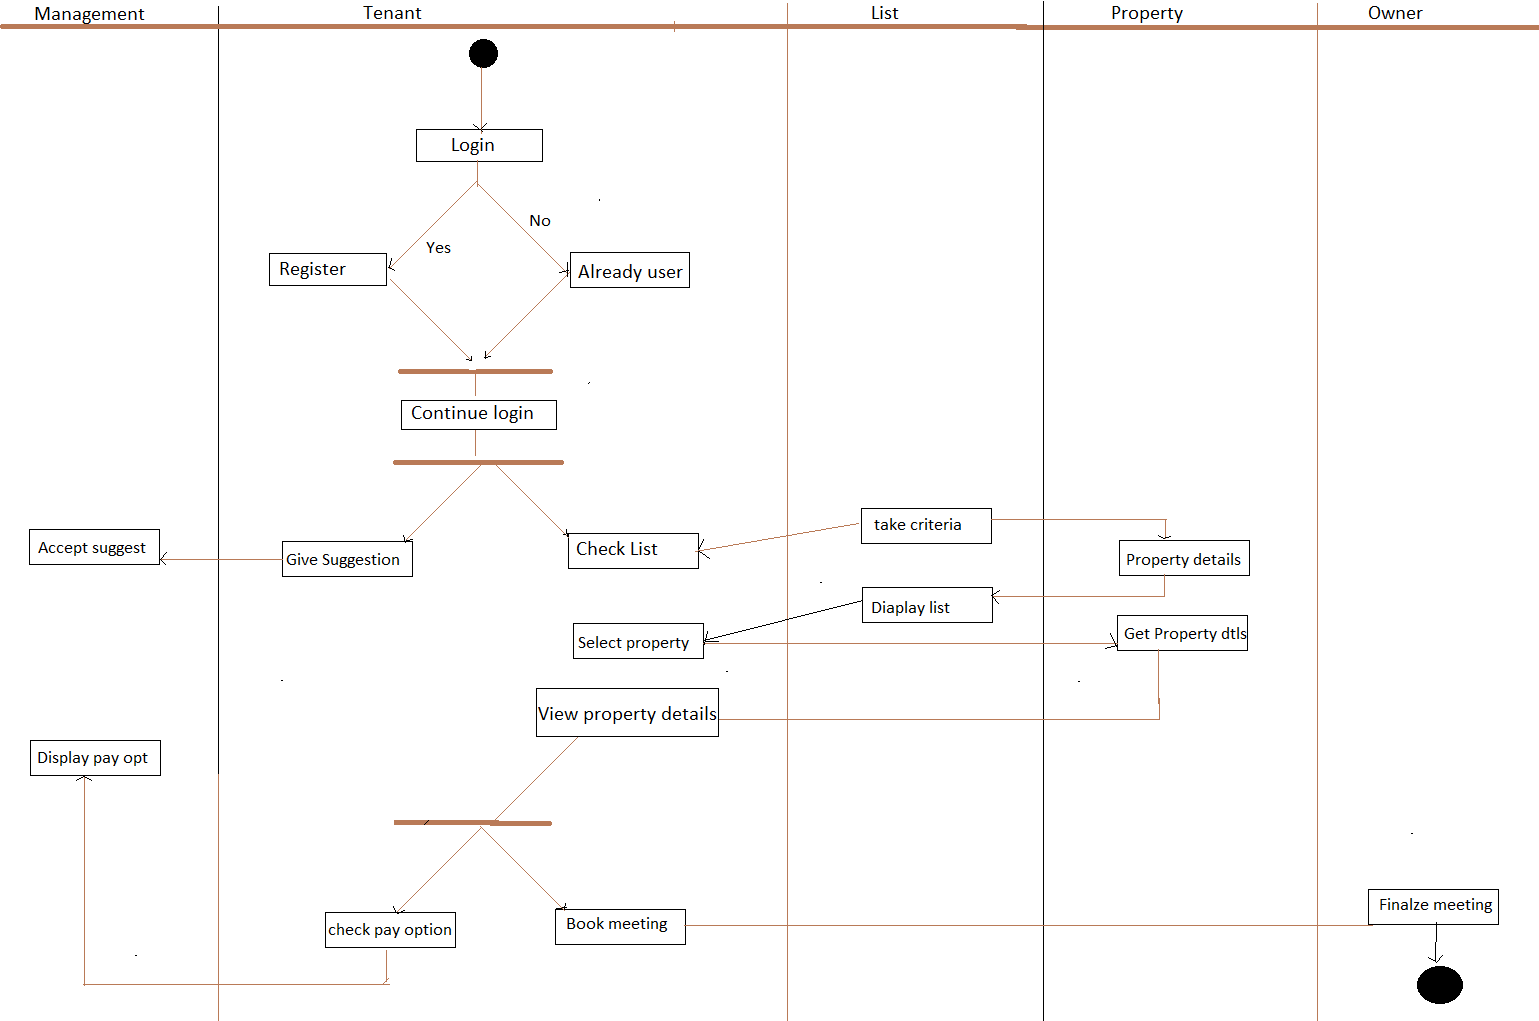 Management
Tenant
List
Property
Owner
Login
No
Yes
Register
Already user
Continue login
take criteria
Accept suggest
Check List
Give Suggestion
Property details
Diaplay list
Get Property dtls
Select property
View property details
Display pay opt
Finalze meeting
Book meeting
check pay option